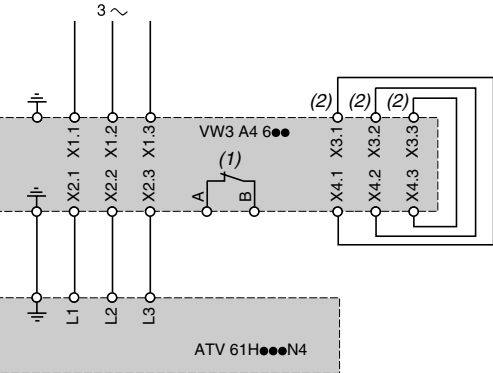 3 ~
(2) (2) (2)
X1.1 X1.2 X1.3 VW3 A4 6●● X3.1 X3.2 X3.3
(1)
X2.1 X2.2 X2.3 A B X4.1 X4.2 X4.3
L1 L2 L3
ATV 61H●●●N4